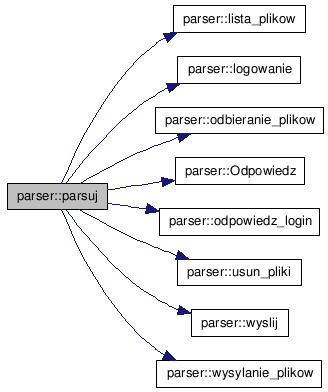 parser::lista_plikow
parser::logowanie
parser::odbieranie_plikow
parser::Odpowiedz
parser::parsuj
parser::odpowiedz_login
parser::usun_pliki
parser::wyslij
parser::wysylanie_plikow